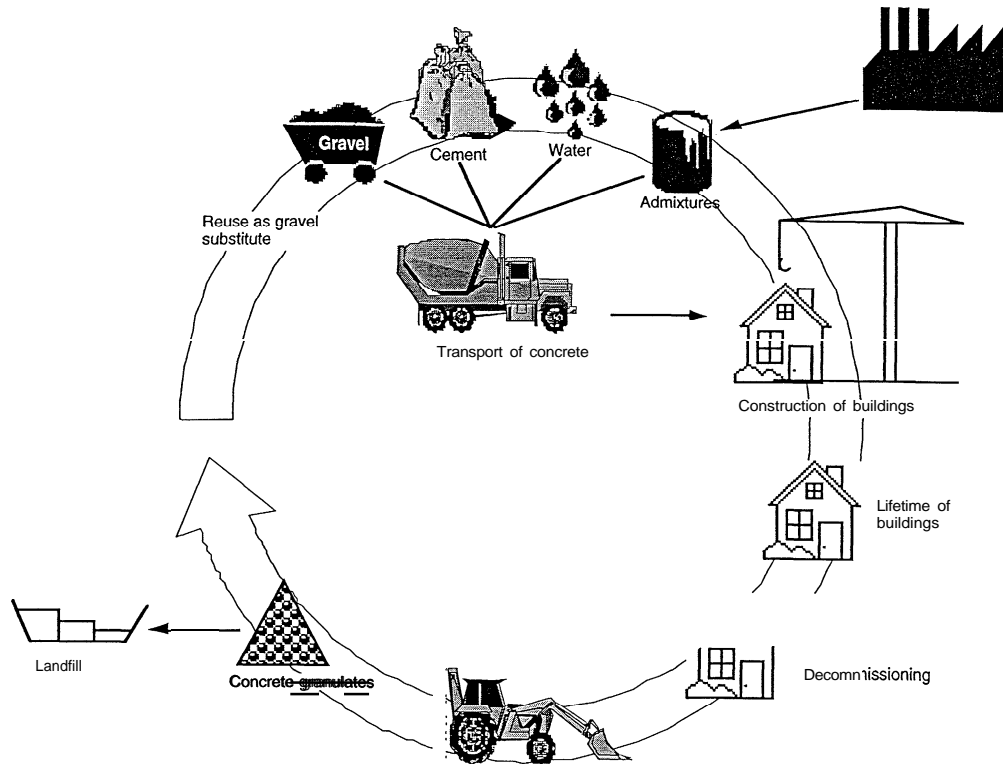 Gravel
Cement
Water
Admixtures
Reuse as gravel
substitute
Transport of concrete
Construction of buildings
Lifetime of
buildings
Landfill
Concrete granulates
Decommissioning